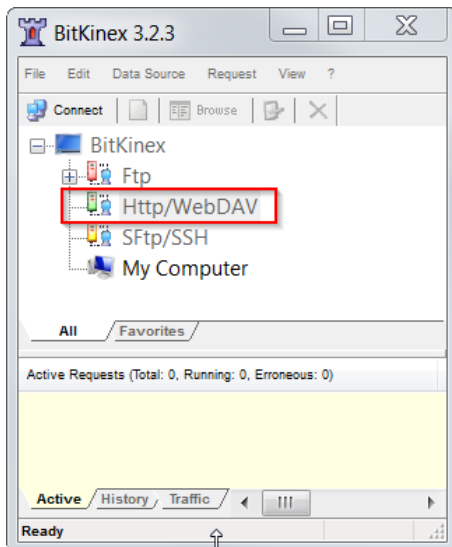 BitKinex 3.2.3
File Edit Data Source Request View ?
Connect Browse
BitKinex
Ftp
Http/WebDAV
SFtp/SSH
My Computer
All Favorites
Active Requests (Total: 0, Running: 0, Erroneous: 0)
Active History Traffic
Ready